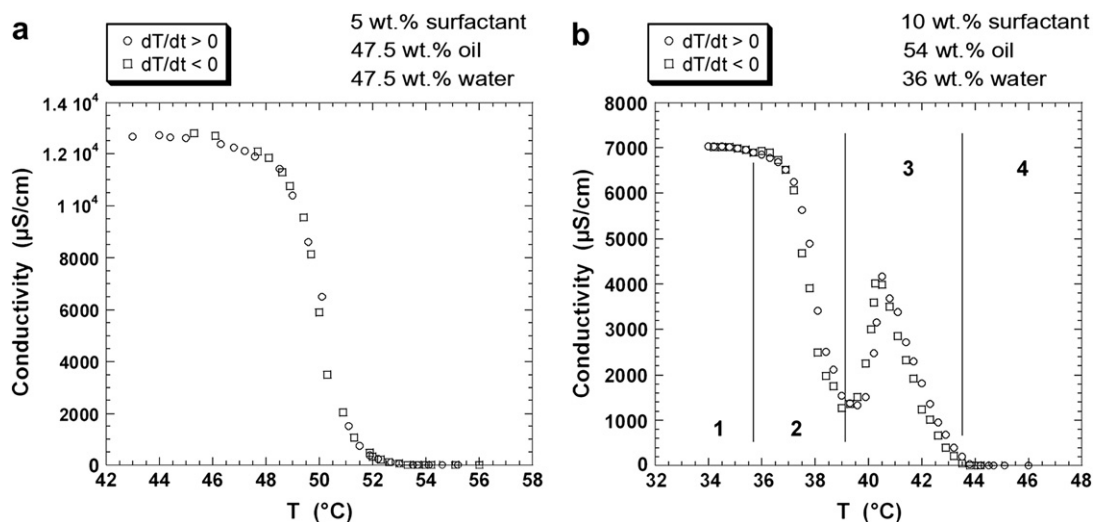 a
○ dT/dt > 0
□ dT/dt < 0
5 wt.% surfactant
47.5 wt.% oil
47.5 wt.% water
Conductivity (µS/cm)
1.4 10⁴
1.2 10⁴
1 10⁴
8000
6000
4000
2000
0
42 44 46 48 50 52 54 56 58
T (°C)
b
○ dT/dt > 0
□ dT/dt < 0
10 wt.% surfactant
54 wt.% oil
36 wt.% water
Conductivity (µS/cm)
8000
7000
6000
5000
4000
3000
2000
1000
0
1
2
3
4
32 34 36 38 40 42 44 46 48
T (°C)